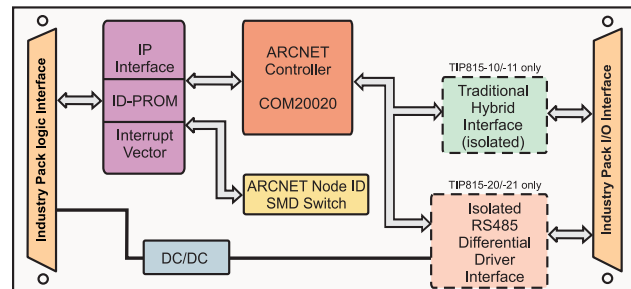 Industry Pack logic Interface
IP
Interface
ID-PROM
Interrupt
Vector
ARCNET
Controller
COM20020
ARCNET Node ID
SMD Switch
DC/DC
TIP815-10/-11 only
Traditional
Hybrid
Interface
(isolated)
TIP815-20/-21 only
Isolated
RS485
Differential
Driver
Interface
Industry Pack I/O Interface